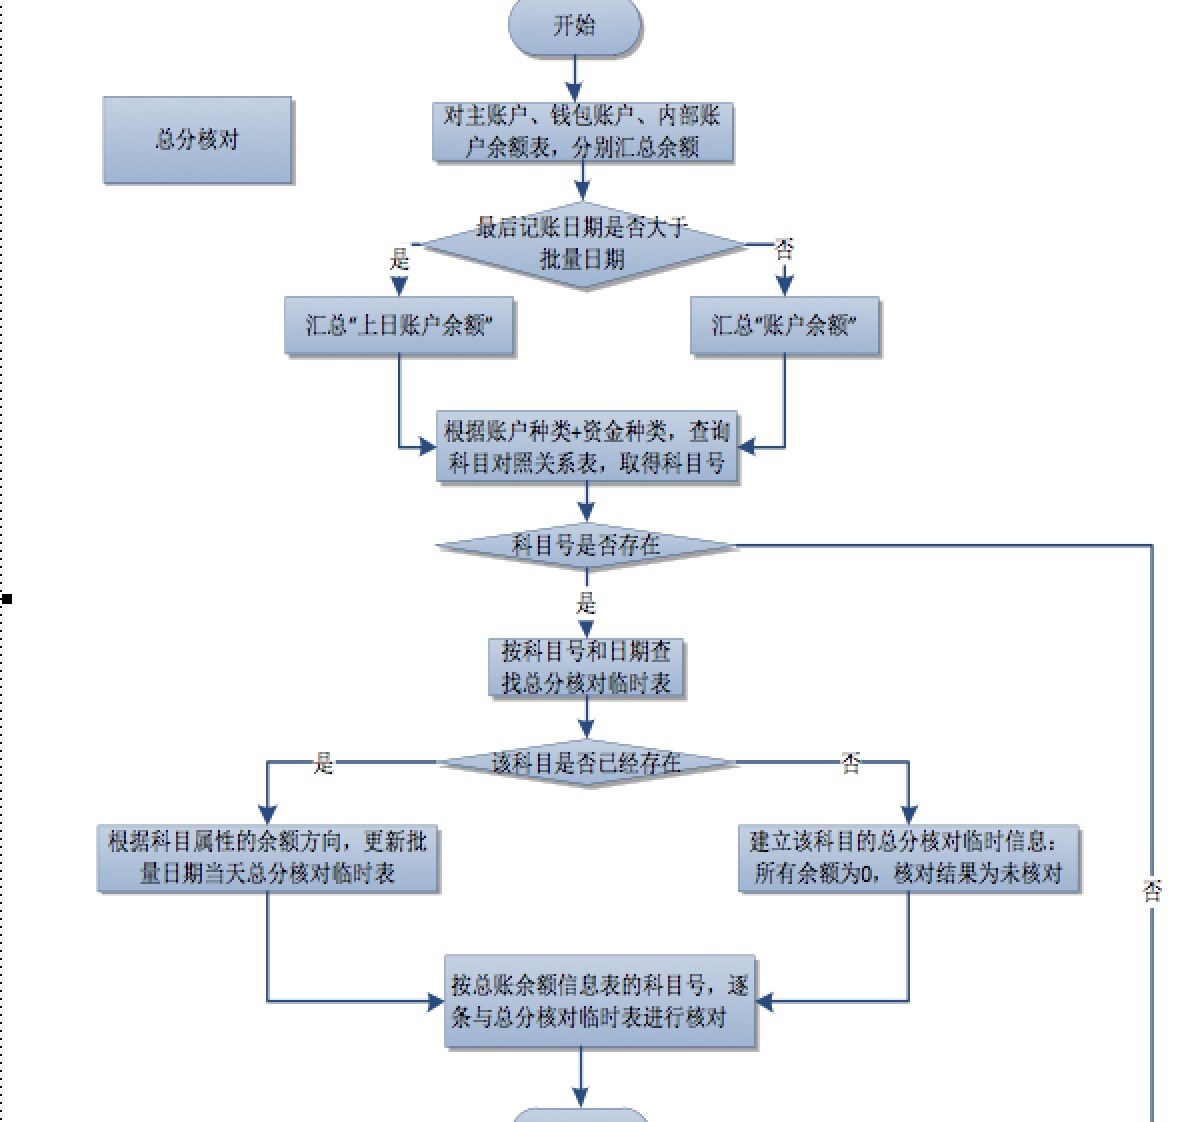 开始
总分核对
对主账户、钱包账户、内部账
户余额表，分别汇总余额
最后记账日期是否大于
批量日期
是
否
汇总“上日账户余额”
汇总“账户余额”
根据账户种类+资金种类，查询
科目对照关系表，取得科目号
科目号是否存在
是
按科目号和日期查
找总分核对临时表
该科目是否已经存在
是
否
根据科目属性的余额方向，更新批
量日期当天总分核对临时表
建立该科目的总分核对临时信息：
所有余额为0，核对结果为未核对
否
按总账余额信息表的科目号，逐
条与总分核对临时表进行核对